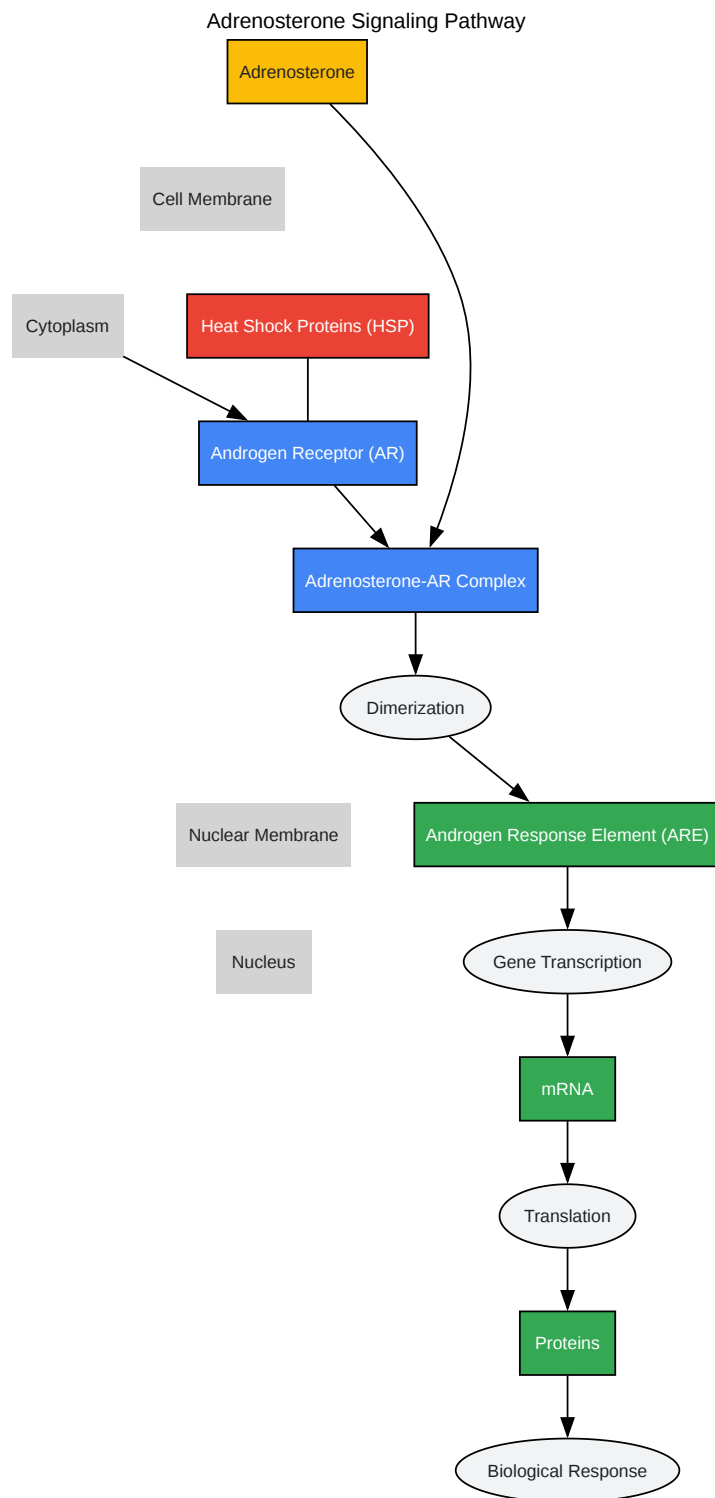 Adrenosterone Signaling Pathway
Adrenosterone
Cell Membrane
Cytoplasm
Heat Shock Proteins (HSP)
Androgen Receptor (AR)
Adrenosterone-AR Complex
Dimerization
Nuclear Membrane
Androgen Response Element (ARE)
Nucleus
Gene Transcription
mRNA
Translation
Proteins
Biological Response